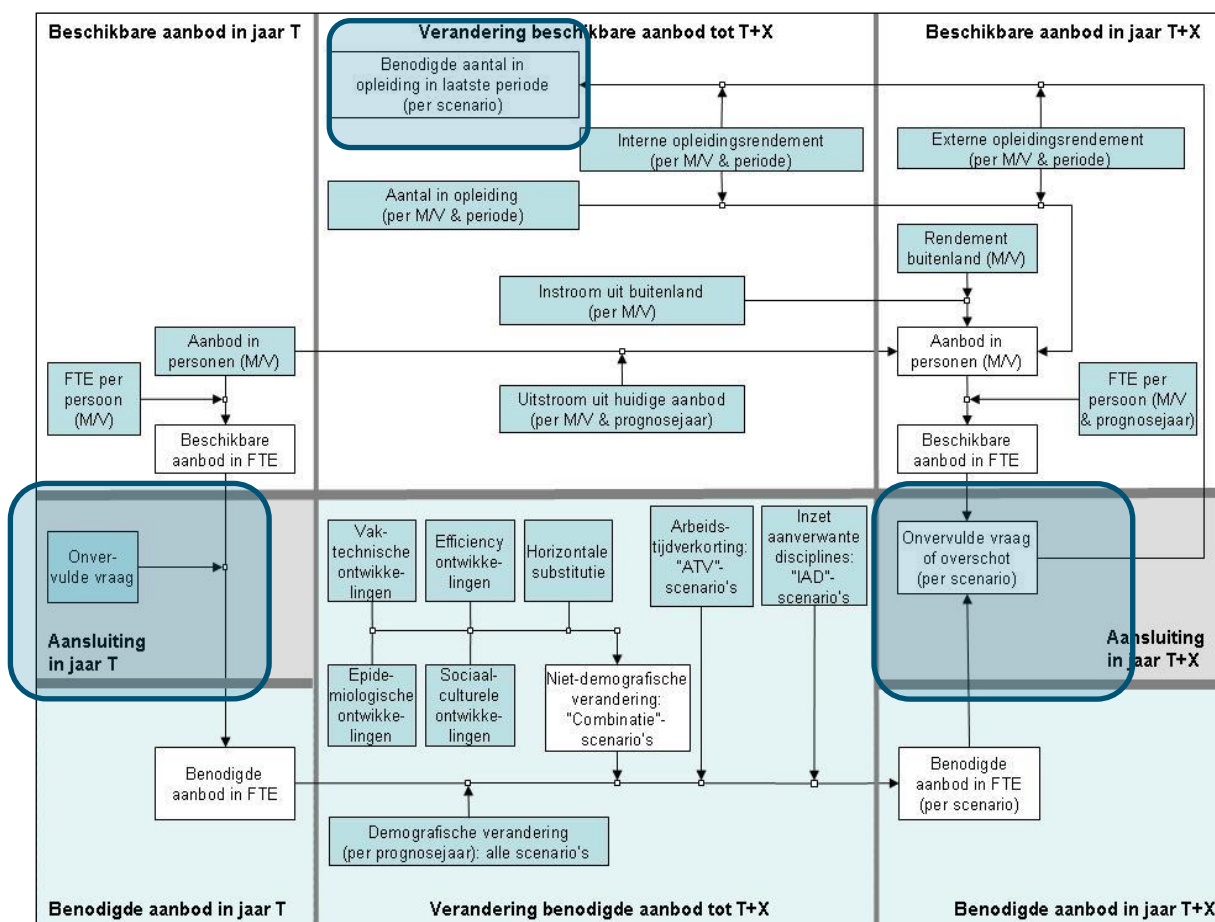 Beschikbare aanbod in jaar T
Verandering beschikbare aanbod tot T+X
Beschikbare aanbod in jaar T+X
Benodigde aantal in
opleiding in laatste periode
(per scenario)
Interne opleidingsrendement
(per M/V & periode)
Externe opleidingsrendement
(per M/V & periode)
Aantal in opleiding
(per M/V & periode)
Rendement
buitenland (M/V)
Instroom uit buitenland
(per M/V)
Aanbod in
personen (M/V)
Aanbod in
personen (M/V)
FTE per
persoon
(M/V)
Uitstroom uit huidige aanbod
(per M/V & prognosejaar)
FTE per
persoon (M/V
& prognosejaar)
Beschikbare
aanbod in FTE
Beschikbare
aanbod in FTE
Onver-
vulde vraag
Aansluiting
in jaar T
Vak-
technische
ontwikke-
lingen
Efficiency
ontwikke-
lingen
Horizontale
substitutie
Arbeids-
tijdverkorting:
"ATV"-
scenario's
Inzet
aanverwante
disciplines:
"IAD"-
scenario's
Onvervulde vraag
of overschot
(per scenario)
Aansluiting
in jaar T+X
Epide-
miologische
ontwikke-
lingen
Sociaal-
culturele
ontwikke-
lingen
Niet-demografische
verandering:
"Combinatie"-
scenario's
Benodigde
aanbod in FTE
Benodigde
aanbod in FTE
(per scenario)
Demografische verandering
(per prognosejaar): alle scenario's
Benodigde aanbod in jaar T
Verandering benodigde aanbod tot T+X
Benodigde aanbod in jaar T+X